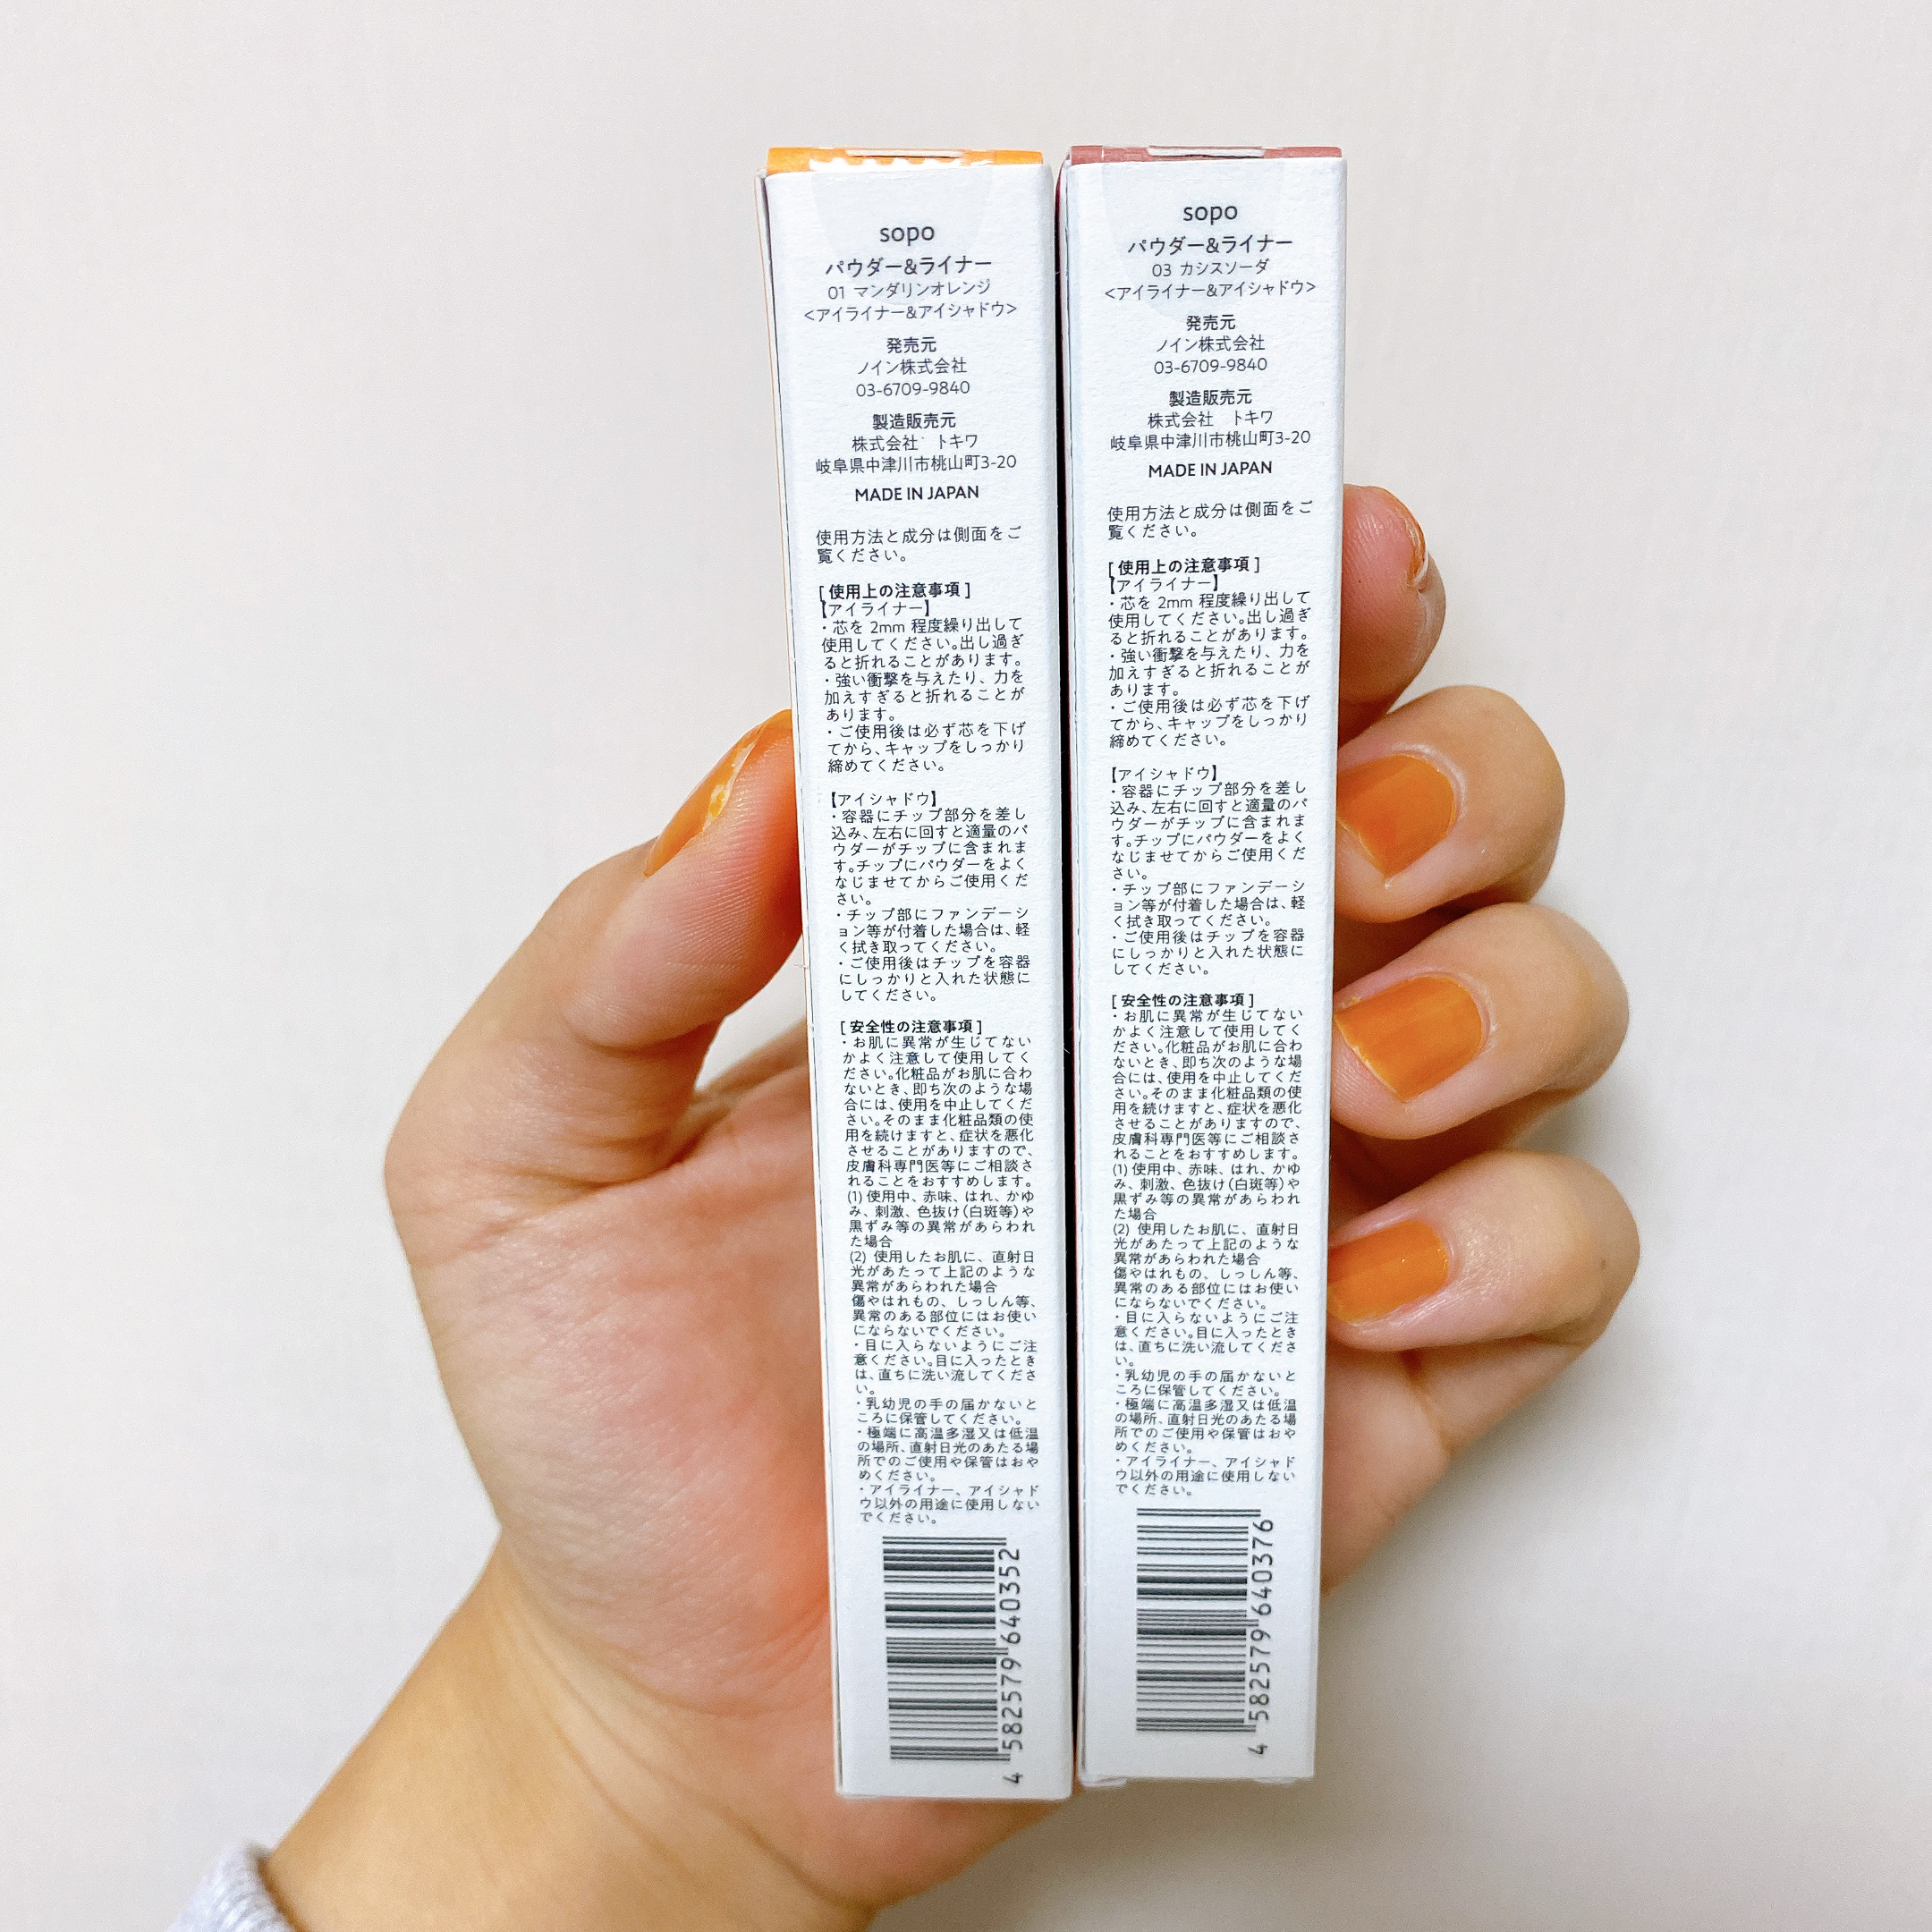 sopo
パウダー&ライナー
01 マンダリンオレンジ
<アイライナー&アイシャドウ>
発売元
ノイン株式会社
03-6709-9840
製造販売元
株式会社 トキワ
岐阜県中津川市桃山町3-20
MADE IN JAPAN
使用方法と成分は側面をご
覧ください。
[ 使用上の注意事項 ]
【アイライナー】
・芯を 2mm 程度繰り出して
使用してください。出し過ぎ
ると折れることがあります。
・強い衝撃を与えたり、力を
加えすぎると折れることが
あります。
・ご使用後は必ず芯を下げ
てから、キャップをしっかり
締めてください。
【アイシャドウ】
・容器にチップ部分を差し
込み、左右に回すと適量のパ
ウダーがチップに含まれま
す。チップにパウダーをよく
なじませてからご使用くだ
さい。
・チップ部にファンデーシ
ョン等が付着した場合は、軽
く拭き取ってください。
・ご使用後はチップを容器
にしっかりと入れた状態に
してください。
[ 安全性の注意事項 ]
・お肌に異常が生じてない
かよく注意して使用してく
ださい。化粧品がお肌に合わ
ないとき、即ち次のような場
合には、使用を中止してくだ
さい。そのまま化粧品類の使
用を続けますと、症状を悪化
させることがありますので、
皮膚科専門医等にご相談さ
れることをおすすめします。
(1) 使用中、赤味、はれ、かゆ
み、刺激、色抜け(白斑等)や
黒ずみ等の異常があらわれ
た場合
(2) 使用したお肌に、直射日
光があたって上記のような
異常があらわれた場合
傷やはれもの、しっしん等、
異常のある部位にはお使い
にならないでください。
・目に入らないようにご注
意ください。目に入ったとき
は、直ちに洗い流してくださ
い。
・乳幼児の手の届かないと
ころに保管してください。
・極端に高温多湿又は低温
の場所、直射日光のあたる場
所でのご使用や保管はおや
めください。
・アイライナー、アイシャド
ウ以外の用途に使用しない
でください。
4 582579 640352
sopo
パウダー&ライナー
03 カシスソーダ
<アイライナー&アイシャドウ>
発売元
ノイン株式会社
03-6709-9840
製造販売元
株式会社 トキワ
岐阜県中津川市桃山町3-20
MADE IN JAPAN
使用方法と成分は側面をご
覧ください。
[ 使用上の注意事項 ]
【アイライナー】
・芯を 2mm 程度繰り出して
使用してください。出し過ぎ
ると折れることがあります。
・強い衝撃を与えたり、力を
加えすぎると折れることが
あります。
・ご使用後は必ず芯を下げ
てから、キャップをしっかり
締めてください。
【アイシャドウ】
・容器にチップ部分を差し
込み、左右に回すと適量のパ
ウダーがチップに含まれま
す。チップにパウダーをよく
なじませてからご使用くだ
さい。
・チップ部にファンデーシ
ョン等が付着した場合は、軽
く拭き取ってください。
・ご使用後はチップを容器
にしっかりと入れた状態に
してください。
[ 安全性の注意事項 ]
・お肌に異常が生じてない
かよく注意して使用してく
ださい。化粧品がお肌に合わ
ないとき、即ち次のような場
合には、使用を中止してくだ
さい。そのまま化粧品類の使
用を続けますと、症状を悪化
させることがありますので、
皮膚科専門医等にご相談さ
れることをおすすめします。
(1) 使用中、赤味、はれ、かゆ
み、刺激、色抜け(白斑等)や
黒ずみ等の異常があらわれ
た場合
(2) 使用したお肌に、直射日
光があたって上記のような
異常があらわれた場合
傷やはれもの、しっしん等、
異常のある部位にはお使い
にならないでください。
・目に入らないようにご注
意ください。目に入ったとき
は、直ちに洗い流してくださ
い。
・乳幼児の手の届かないと
ころに保管してください。
・極端に高温多湿又は低温
の場所、直射日光のあたる場
所でのご使用や保管はおや
めください。
・アイライナー、アイシャド
ウ以外の用途に使用しない
でください。
4 582579 640376